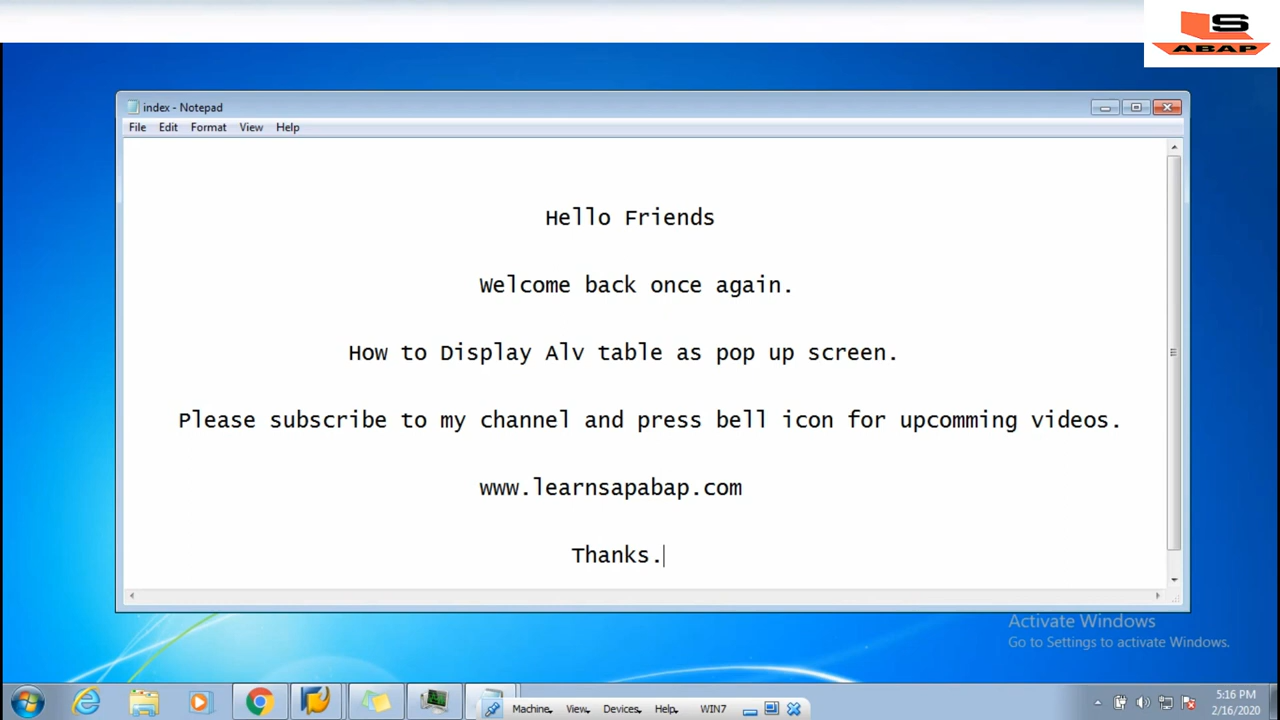 LS
ABAP
index - Notepad
File Edit Format View Help
Hello Friends
Welcome back once again.
How to Display Alv table as pop up screen.
Please subscribe to my channel and press bell icon for upcomming videos.
www.learnsapabap.com
Thanks.
Activate Windows
Go to Settings to activate Windows.
Machine View Devices Help WIN7
5:16 PM
2/16/2020